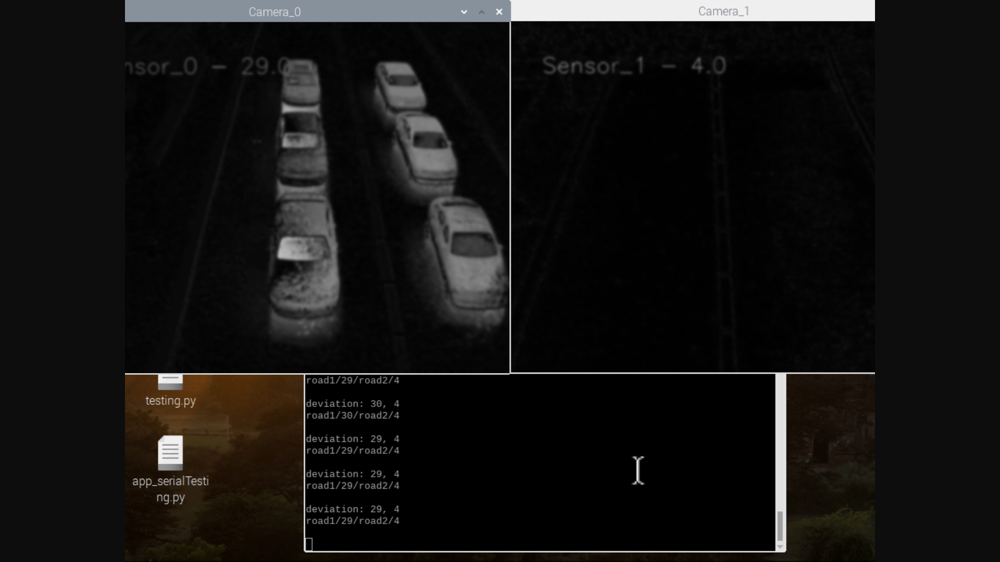 Camera_0
Camera_1
nsor_0 - 29.0
Sensor_1 - 4.0
testing.py
app_serialTesti
ng.py
road1/29/road2/4
deviation: 30, 4
road1/30/road2/4
deviation: 29, 4
road1/29/road2/4
deviation: 29, 4
road1/29/road2/4
deviation: 29, 4
road1/29/road2/4